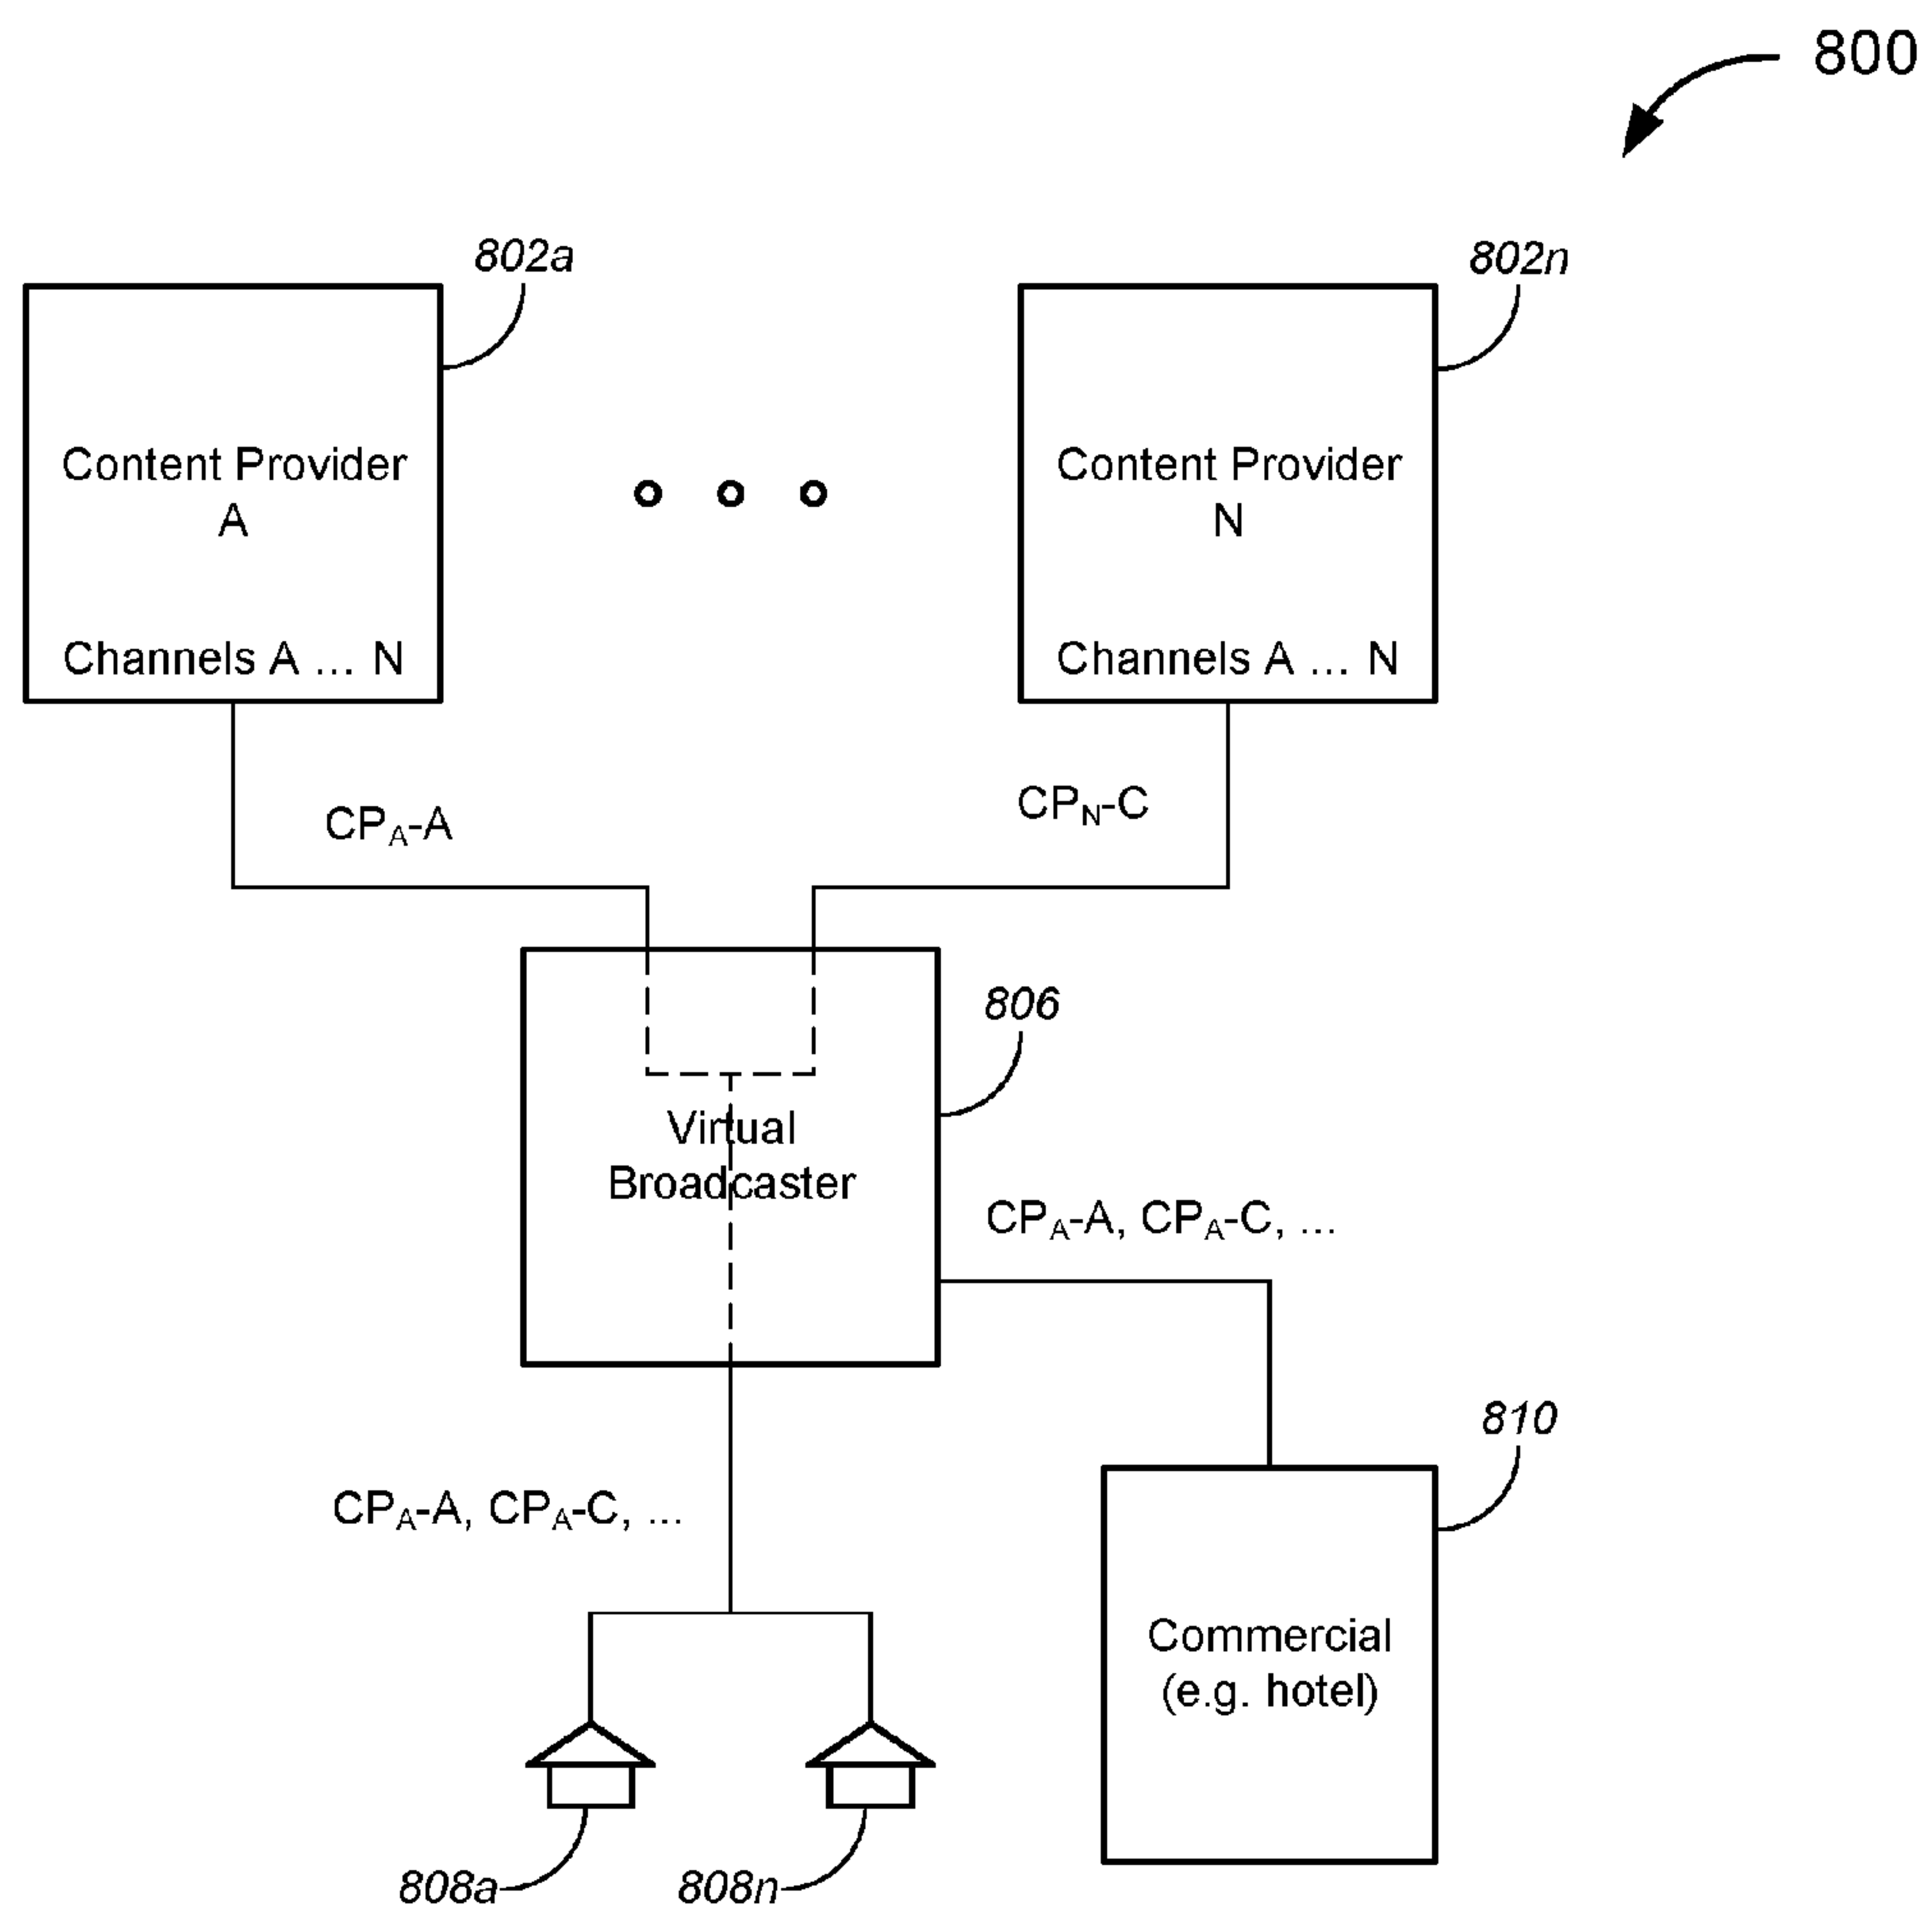 800
802a
802n
Content Provider
A
Channels A ... N
Content Provider
N
Channels A ... N
CPA-A
CPN-C
806
Virtual
Broadcaster
CPA-A, CPA-C, ...
810
CPA-A, CPA-C, ...
Commercial
(e.g. hotel)
808a
808n